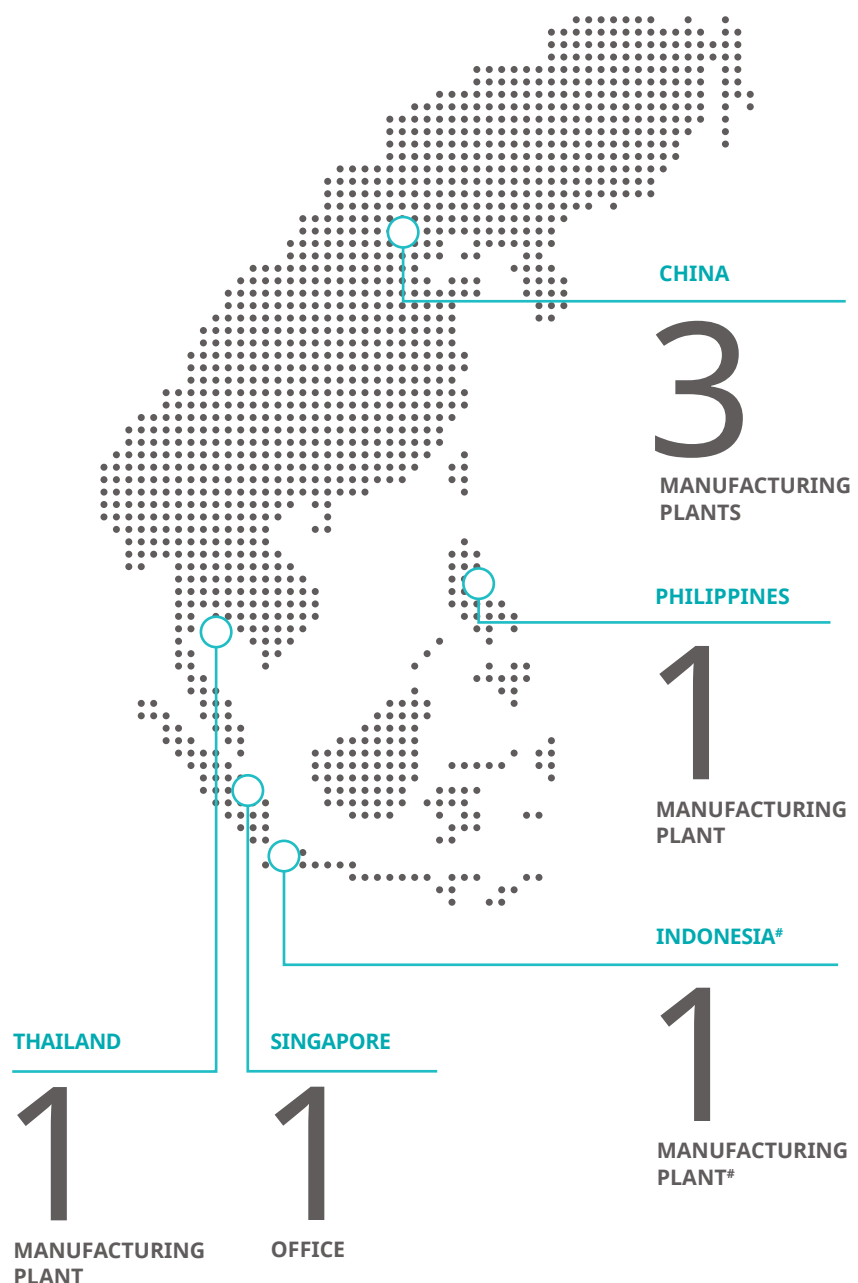 CHINA
3
MANUFACTURING
PLANTS
PHILIPPINES
1
MANUFACTURING
PLANT
INDONESIA#
1
MANUFACTURING
PLANT#
THAILAND
1
MANUFACTURING
PLANT
SINGAPORE
1
OFFICE